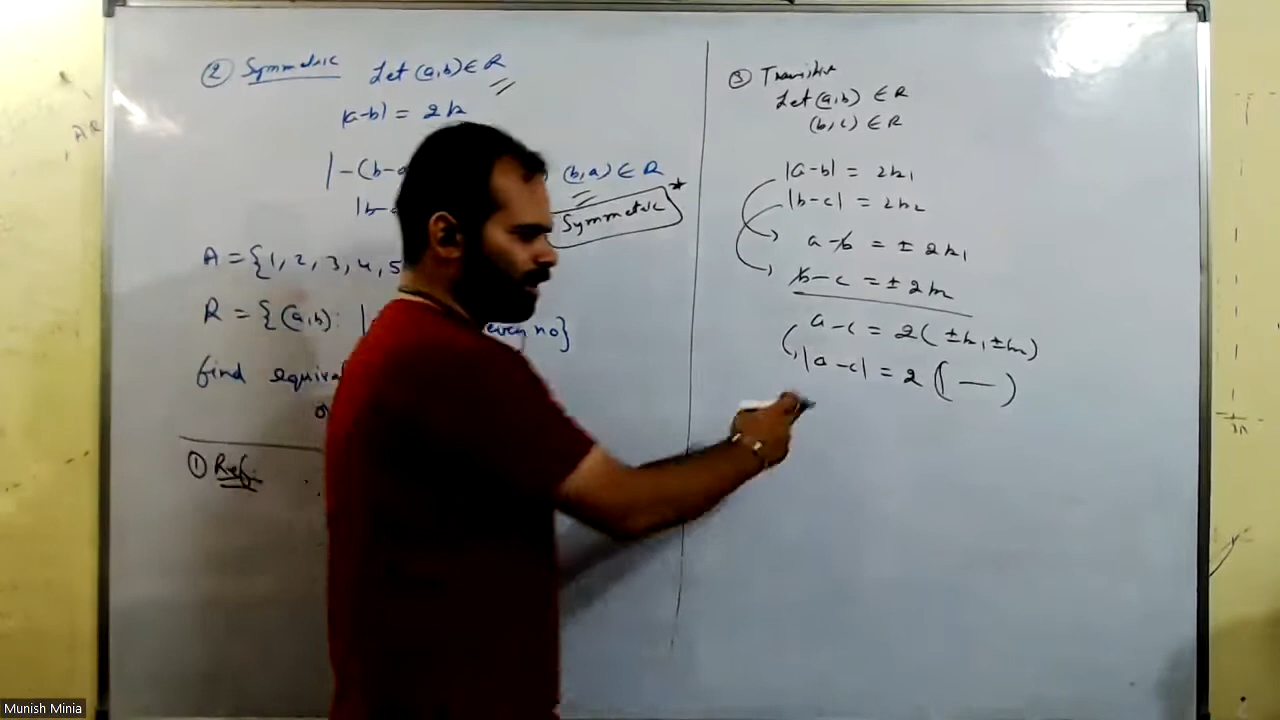 ② Symmetric Let (a,b) ∈ R
|a-b| = 2k
|-(b-a
(b,a) ∈ R
|b-
Symmetric
A = {1, 2, 3, 4, 5
R = {(a,b): | even no}
find equiva
① Ref.
③ Transitive
Let (a,b) ∈ R
(b,c) ∈ R
|a-b| = 2k₁
|b-c| = 2k₂
a-b = ± 2k₁
b-c = ± 2k₂
a-c = 2(±k₁ ±k₂)
|a-c| = 2(—)
Munish Minia